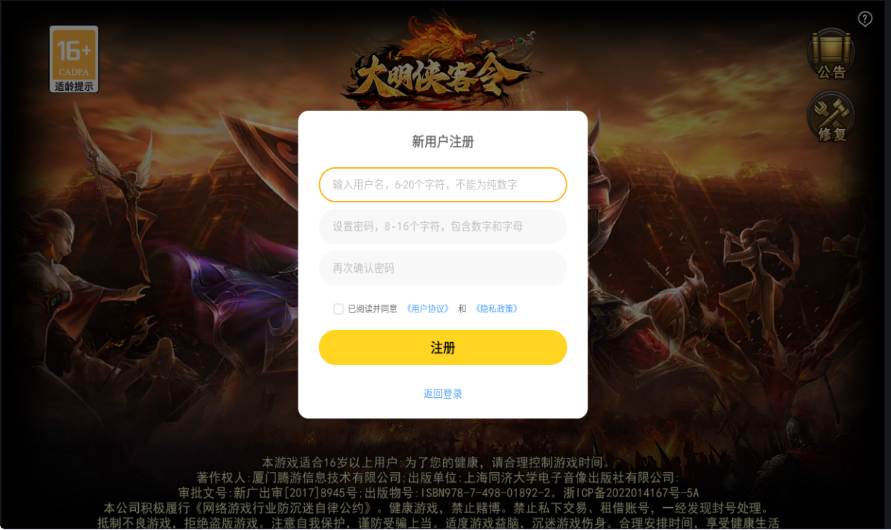 16+
CADPA
适龄提示
大明侠客令
公告
修复
新用户注册
输入用户名，6-20个字符，不能为纯数字
设置密码，8-16个字符，包含数字和字母
再次确认密码
已阅读并同意 《用户协议》 和 《隐私政策》
注册
返回登录
本游戏适合16岁以上用户:为了您的健康，请合理控制游戏时间。
著作权人:厦门腾游信息技术有限公司;出版单位:上海同济大学电子音像出版社有限公司;
审批文号:新广出审[2017]8945号;出版物号:ISBN978-7-498-01892-2。浙ICP备2022014167号-5A
本公司积极履行《网络游戏行业防沉迷自律公约》。健康游戏，禁止赌博。禁止私下交易、租借账号，一经发现封号处理。
抵制不良游戏，拒绝盗版游戏。注意自我保护，谨防受骗上当。适度游戏益脑，沉迷游戏伤身。合理安排时间，享受健康生活